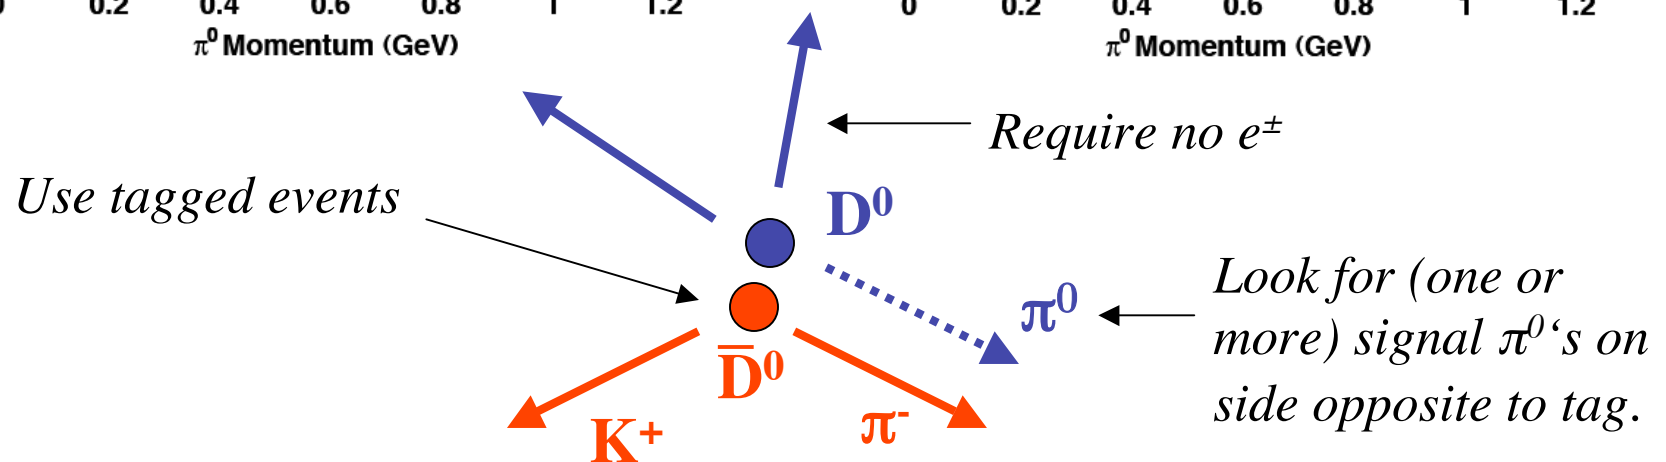 0 0.2 0.4 0.6 0.8 1 1.2 0 0.2 0.4 0.6 0.8 1 1.2
π⁰ Momentum (GeV) π⁰ Momentum (GeV)
Require no e±
Use tagged events
D⁰
Look for (one or
π⁰
more) signal π⁰‘s on
D̅⁰
side opposite to tag.
K⁺
π⁻